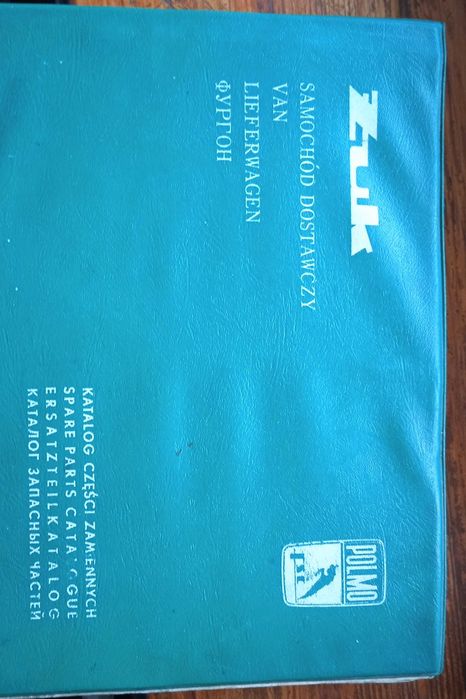 żuk
SAMOCHÓD DOSTAWCZY
VAN
LIEFERWAGEN
ФУРГОН
POLMO
KATALOG CZĘŚCI ZAMIENNYCH
SPARE PARTS CATALOGUE
ERSATZTEILKATALOG
КАТАЛОГ ЗАПАСНЫХ ЧАСТЕЙ